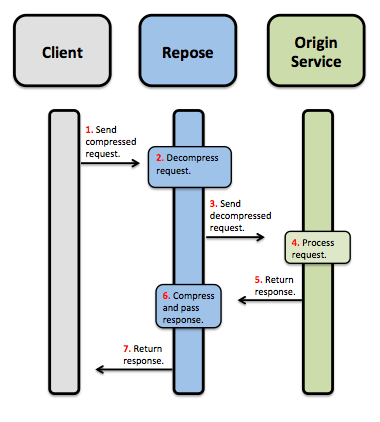 Client
Repose
Origin
Service
1. Send
compressed
request.
2. Decompress
request.
3. Send
decompressed
request.
4. Process
request.
5. Return
response.
6. Compress
and pass
response.
7. Return
response.